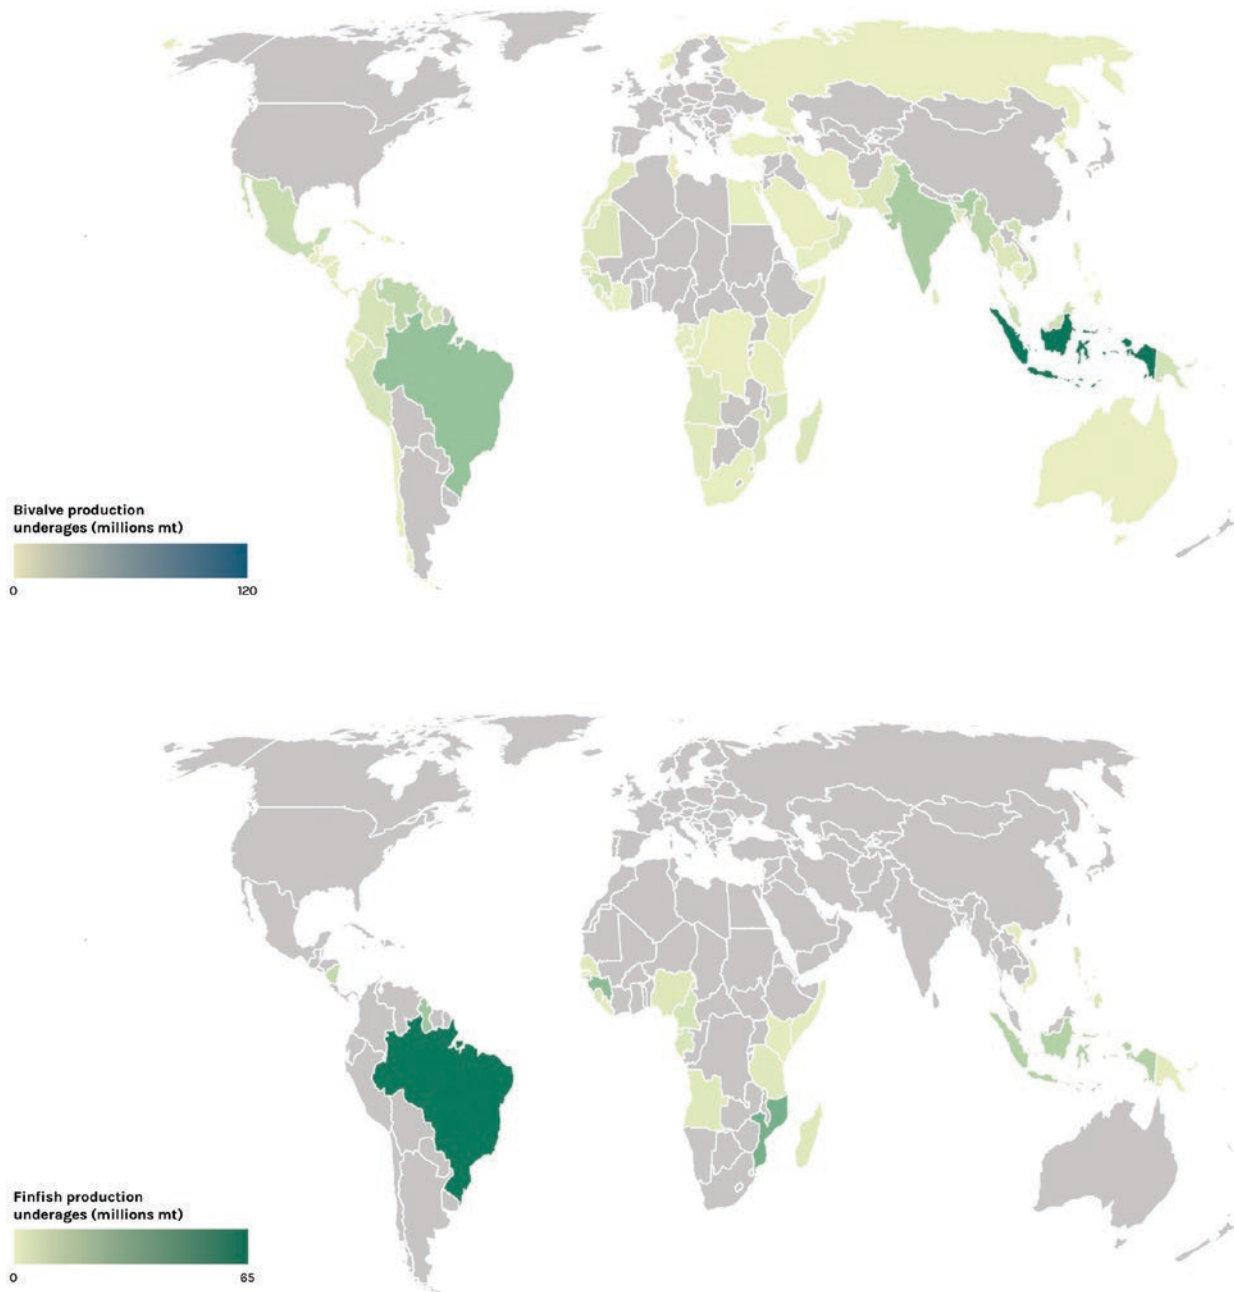 Bivalve production
underages (millions mt)
0 120
Finfish production
underages (millions mt)
0 65